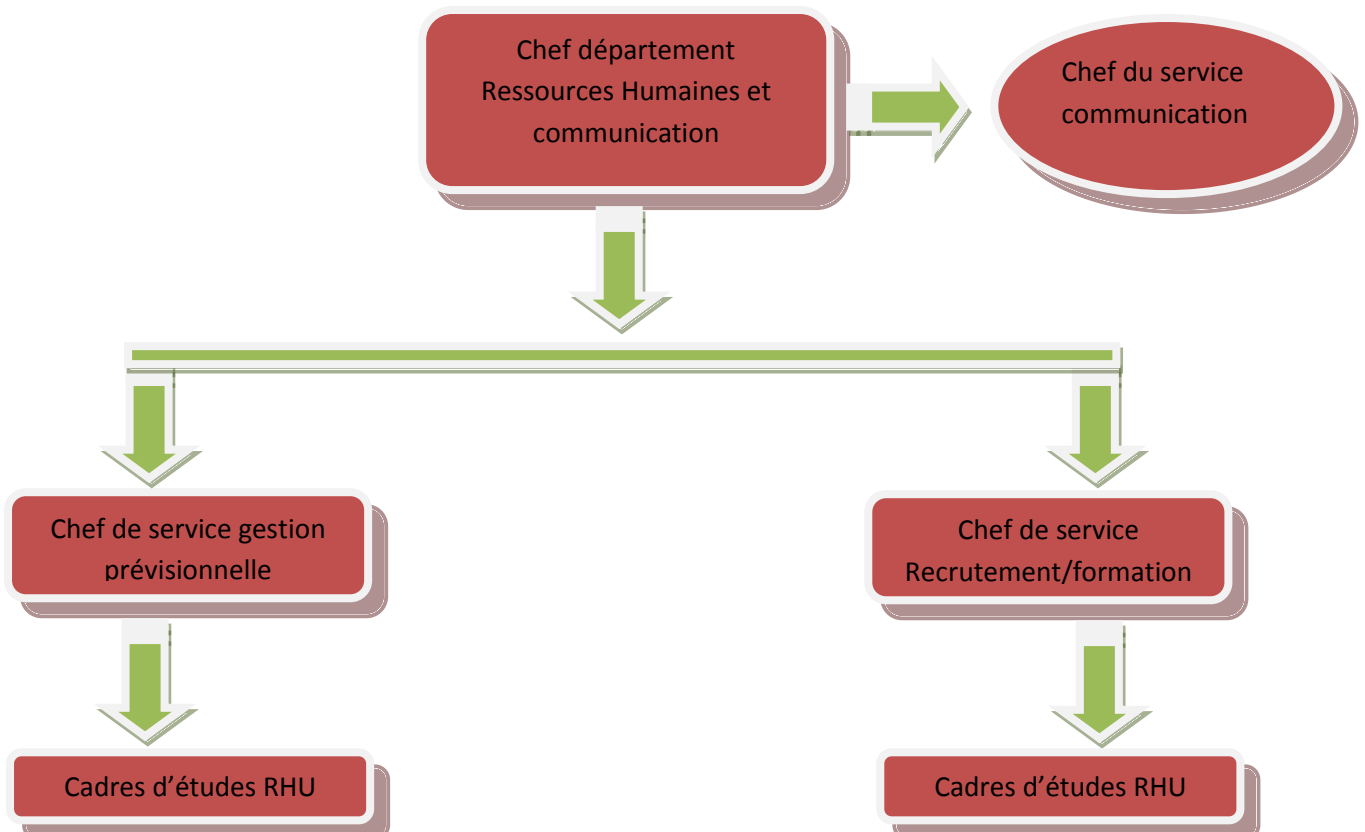 Chef département
Ressources Humaines et
communication
Chef du service
communication
Chef de service gestion
prévisionnelle
Chef de service
Recrutement/formation
Cadres d’études RHU
Cadres d’études RHU